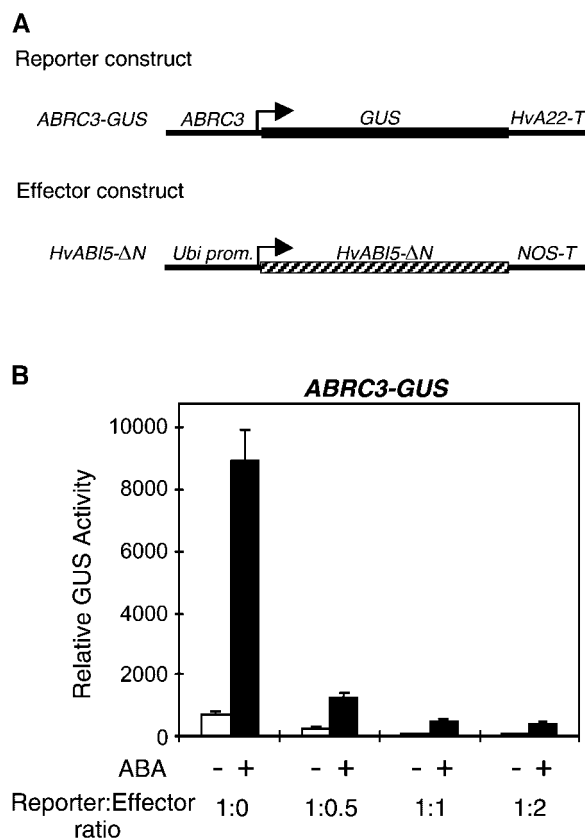 A
Reporter construct
ABRC3-GUS ABRC3 GUS HvA22-T
Effector construct
HvABI5-ΔN Ubi prom. HvABI5-ΔN NOS-T
B
ABRC3-GUS
10000
8000
6000
4000
2000
0
Relative GUS Activity
ABA - + - + - + - +
Reporter:Effector 1:0 1:0.5 1:1 1:2
ratio